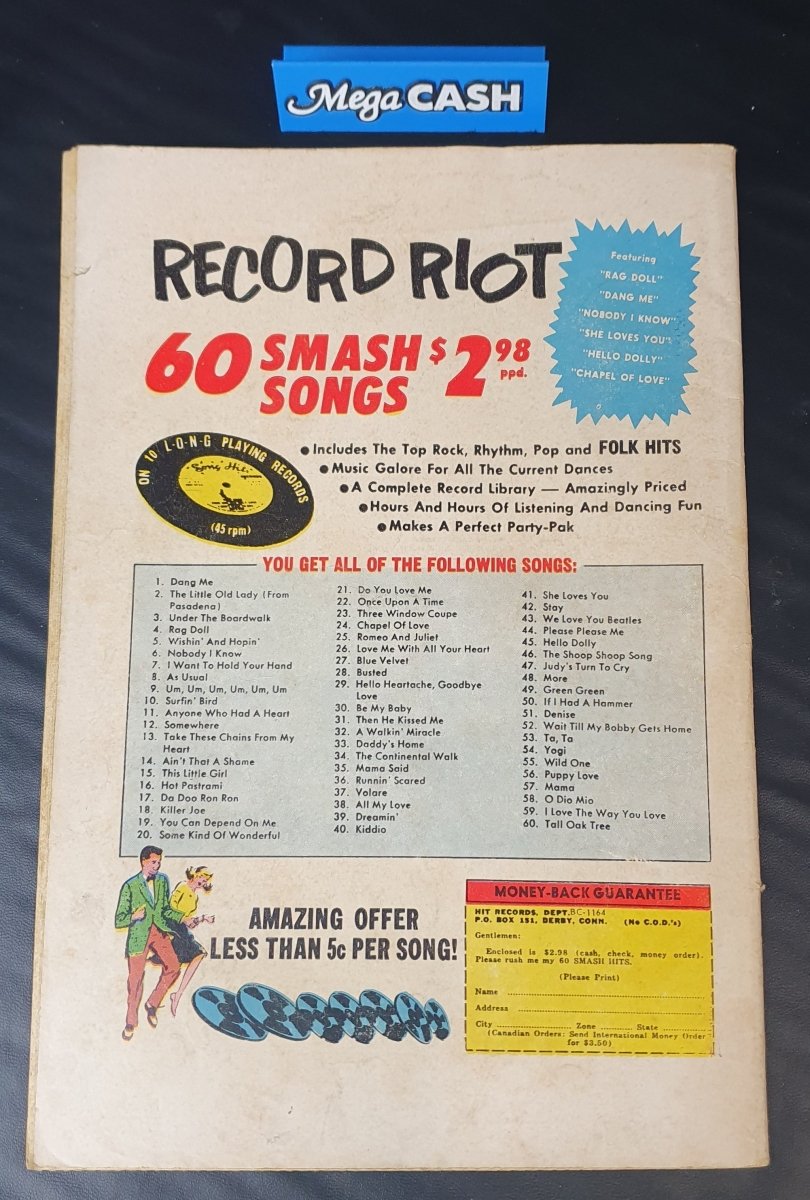 Mega CASH
RECORD RIOT
60 SMASH SONGS $2.98 ppd.
Featuring
"RAG DOLL"
"DANG ME"
"NOBODY I KNOW"
"SHE LOVES YOU"
"HELLO DOLLY"
"CHAPEL OF LOVE"
ON 10 L-O-N-G PLAYING RECORDS
Song Hits
(45 rpm)
● Includes The Top Rock, Rhythm, Pop and FOLK HITS
● Music Galore For All The Current Dances
● A Complete Record Library — Amazingly Priced
● Hours And Hours Of Listening And Dancing Fun
● Makes A Perfect Party-Pak
YOU GET ALL OF THE FOLLOWING SONGS:
1. Dang Me
2. The Little Old Lady (From
Pasadena)
3. Under The Boardwalk
4. Rag Doll
5. Wishin' And Hopin'
6. Nobody I Know
7. I Want To Hold Your Hand
8. As Usual
9. Um, Um, Um, Um, Um, Um
10. Surfin' Bird
11. Anyone Who Had A Heart
12. Somewhere
13. Take These Chains From My
Heart
14. Ain't That A Shame
15. This Little Girl
16. Hot Pastrami
17. Da Doo Ron Ron
18. Killer Joe
19. You Can Depend On Me
20. Some Kind Of Wonderful
21. Do You Love Me
22. Once Upon A Time
23. Three Window Coupe
24. Chapel Of Love
25. Romeo And Juliet
26. Love Me With All Your Heart
27. Blue Velvet
28. Busted
29. Hello Heartache, Goodbye
Love
30. Be My Baby
31. Then He Kissed Me
32. A Walkin' Miracle
33. Daddy's Home
34. The Continental Walk
35. Mama Said
36. Runnin' Scared
37. Volare
38. All My Love
39. Dreamin'
40. Kiddio
41. She Loves You
42. Stay
43. We Love You Beatles
44. Please Please Me
45. Hello Dolly
46. The Shoop Shoop Song
47. Judy's Turn To Cry
48. More
49. Green Green
50. If I Had A Hammer
51. Denise
52. Wait Till My Bobby Gets Home
53. Ta, Ta
54. Yogi
55. Wild One
56. Puppy Love
57. Mama
58. O Dio Mio
59. I Love The Way You Love
60. Tall Oak Tree
AMAZING OFFER
LESS THAN 5c PER SONG!
MONEY-BACK GUARANTEE
HIT RECORDS, DEPT.BC-1164
P.O. BOX 151, DERBY, CONN. (No C.O.D.'s)
Gentlemen:
Enclosed is $2.98 (cash, check, money order).
Please rush me my 60 SMASH HITS.
(Please Print)
Name
Address
City Zone State
(Canadian Orders: Send International Money Order
for $3.50)